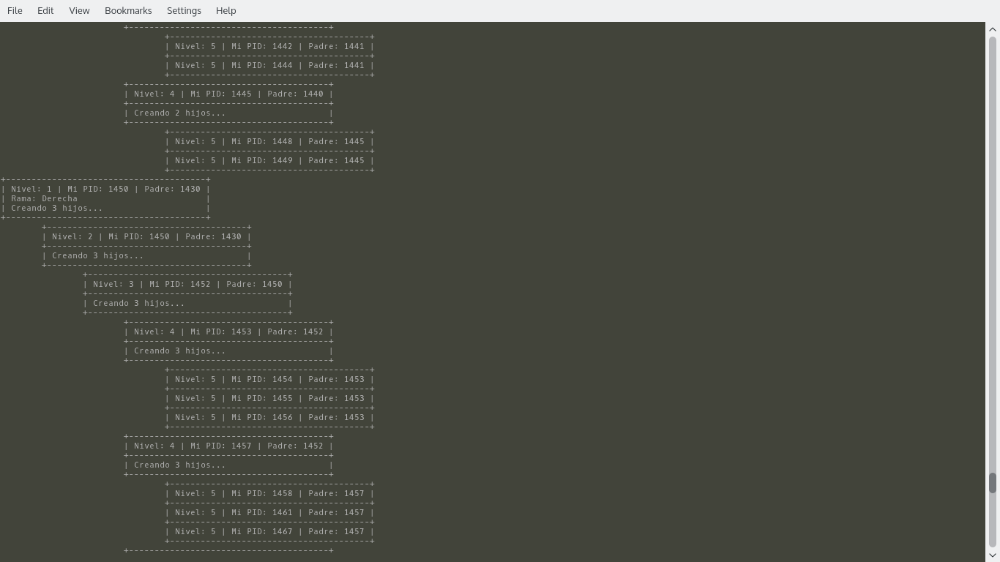 File Edit View Bookmarks Settings Help
+---------------------------------------+
+---------------------------------------+
| Nivel: 5 | Mi PID: 1442 | Padre: 1441 |
+---------------------------------------+
| Nivel: 5 | Mi PID: 1444 | Padre: 1441 |
+---------------------------------------+
+---------------------------------------+
| Nivel: 4 | Mi PID: 1445 | Padre: 1440 |
+---------------------------------------+
| Creando 2 hijos...                    |
+---------------------------------------+
+---------------------------------------+
| Nivel: 5 | Mi PID: 1448 | Padre: 1445 |
+---------------------------------------+
| Nivel: 5 | Mi PID: 1449 | Padre: 1445 |
+---------------------------------------+
+---------------------------------------+
| Nivel: 1 | Mi PID: 1450 | Padre: 1430 |
| Rama: Derecha                         |
| Creando 3 hijos...                    |
+---------------------------------------+
+---------------------------------------+
| Nivel: 2 | Mi PID: 1450 | Padre: 1430 |
+---------------------------------------+
| Creando 3 hijos...                    |
+---------------------------------------+
+---------------------------------------+
| Nivel: 3 | Mi PID: 1452 | Padre: 1450 |
+---------------------------------------+
| Creando 3 hijos...                    |
+---------------------------------------+
+---------------------------------------+
| Nivel: 4 | Mi PID: 1453 | Padre: 1452 |
+---------------------------------------+
| Creando 3 hijos...                    |
+---------------------------------------+
+---------------------------------------+
| Nivel: 5 | Mi PID: 1454 | Padre: 1453 |
+---------------------------------------+
| Nivel: 5 | Mi PID: 1455 | Padre: 1453 |
+---------------------------------------+
| Nivel: 5 | Mi PID: 1456 | Padre: 1453 |
+---------------------------------------+
+---------------------------------------+
| Nivel: 4 | Mi PID: 1457 | Padre: 1452 |
+---------------------------------------+
| Creando 3 hijos...                    |
+---------------------------------------+
+---------------------------------------+
| Nivel: 5 | Mi PID: 1458 | Padre: 1457 |
+---------------------------------------+
| Nivel: 5 | Mi PID: 1461 | Padre: 1457 |
+---------------------------------------+
| Nivel: 5 | Mi PID: 1467 | Padre: 1457 |
+---------------------------------------+
+---------------------------------------+